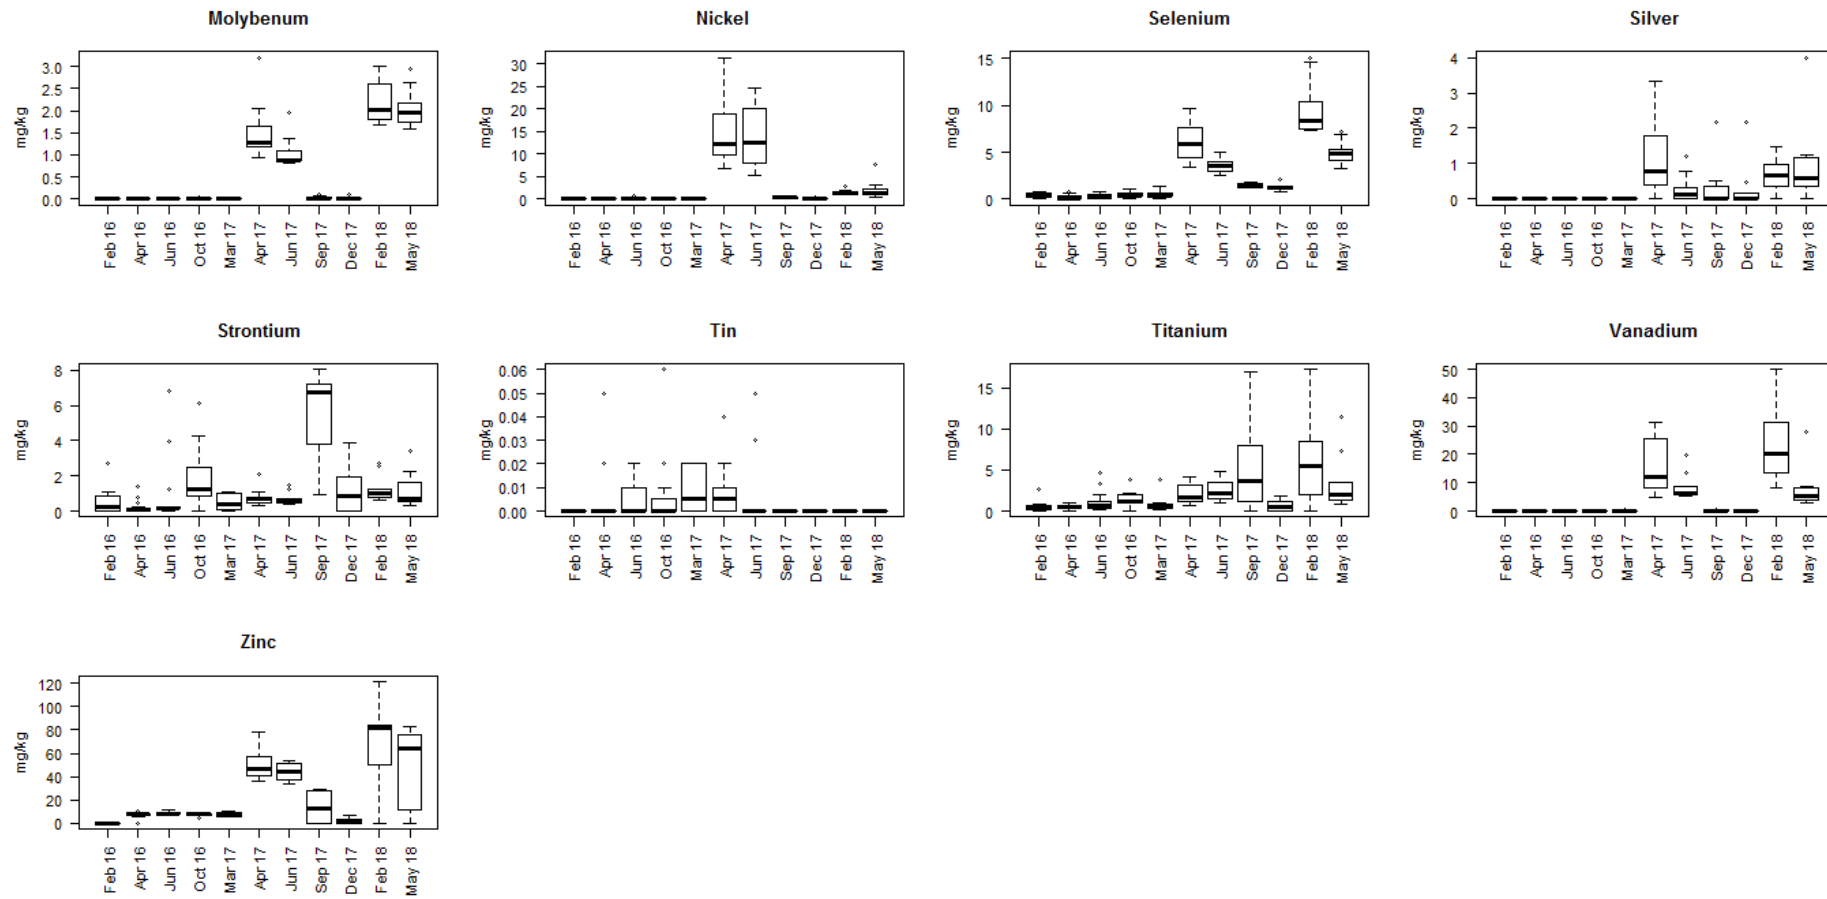 Molybenum
mg/kg
3.0
2.5
2.0
1.5
1.0
0.5
0.0
Feb 16
Apr 16
Jun 16
Oct 16
Mar 17
Apr 17
Jun 17
Sep 17
Dec 17
Feb 18
May 18
Nickel
mg/kg
30
25
20
15
10
5
0
Feb 16
Apr 16
Jun 16
Oct 16
Mar 17
Apr 17
Jun 17
Sep 17
Dec 17
Feb 18
May 18
Selenium
mg/kg
15
10
5
0
Feb 16
Apr 16
Jun 16
Oct 16
Mar 17
Apr 17
Jun 17
Sep 17
Dec 17
Feb 18
May 18
Silver
mg/kg
4
3
2
1
0
Feb 16
Apr 16
Jun 16
Oct 16
Mar 17
Apr 17
Jun 17
Sep 17
Dec 17
Feb 18
May 18
Strontium
mg/kg
8
6
4
2
0
Feb 16
Apr 16
Jun 16
Oct 16
Mar 17
Apr 17
Jun 17
Sep 17
Dec 17
Feb 18
May 18
Tin
mg/kg
0.06
0.05
0.04
0.03
0.02
0.01
0.00
Feb 16
Apr 16
Jun 16
Oct 16
Mar 17
Apr 17
Jun 17
Sep 17
Dec 17
Feb 18
May 18
Titanium
mg/kg
15
10
5
0
Feb 16
Apr 16
Jun 16
Oct 16
Mar 17
Apr 17
Jun 17
Sep 17
Dec 17
Feb 18
May 18
Vanadium
mg/kg
50
40
30
20
10
0
Feb 16
Apr 16
Jun 16
Oct 16
Mar 17
Apr 17
Jun 17
Sep 17
Dec 17
Feb 18
May 18
Zinc
mg/kg
120
100
80
60
40
20
0
Feb 16
Apr 16
Jun 16
Oct 16
Mar 17
Apr 17
Jun 17
Sep 17
Dec 17
Feb 18
May 18